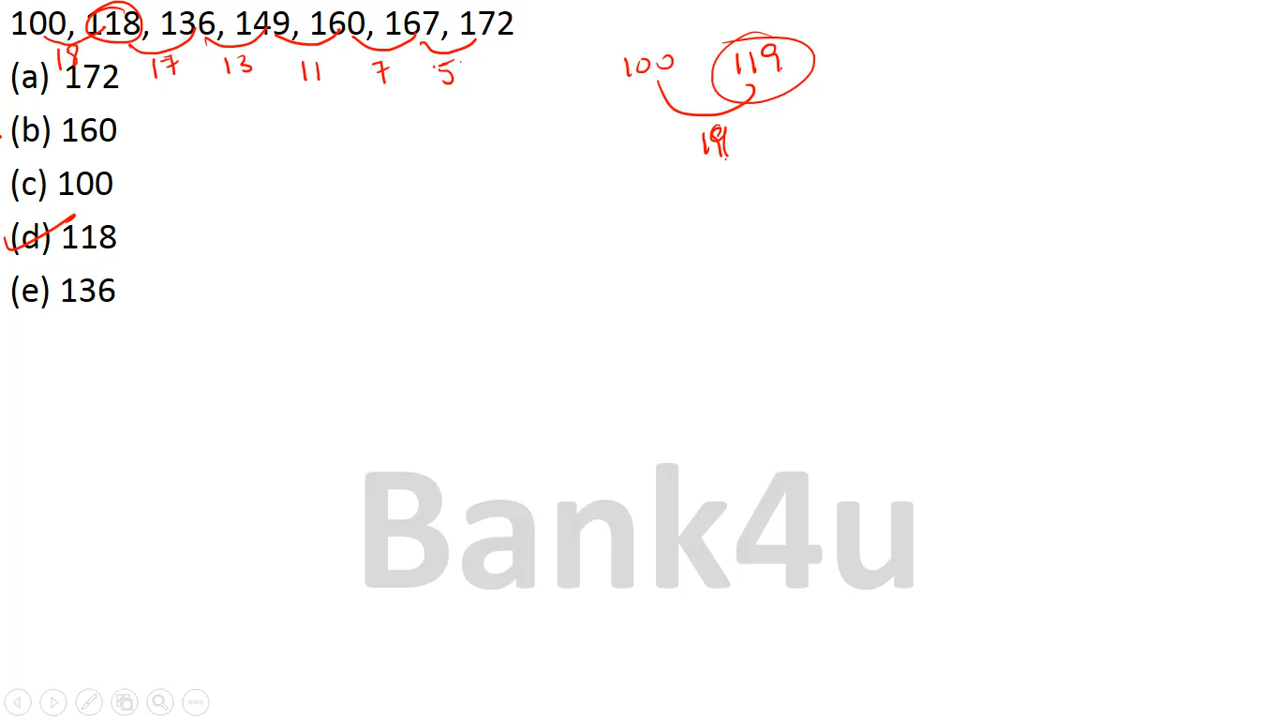 100, 118, 136, 149, 160, 167, 172
18 17 13 11 7 5
100 119
19
(a) 172
(b) 160
(c) 100
(d) 118
(e) 136
Bank4u